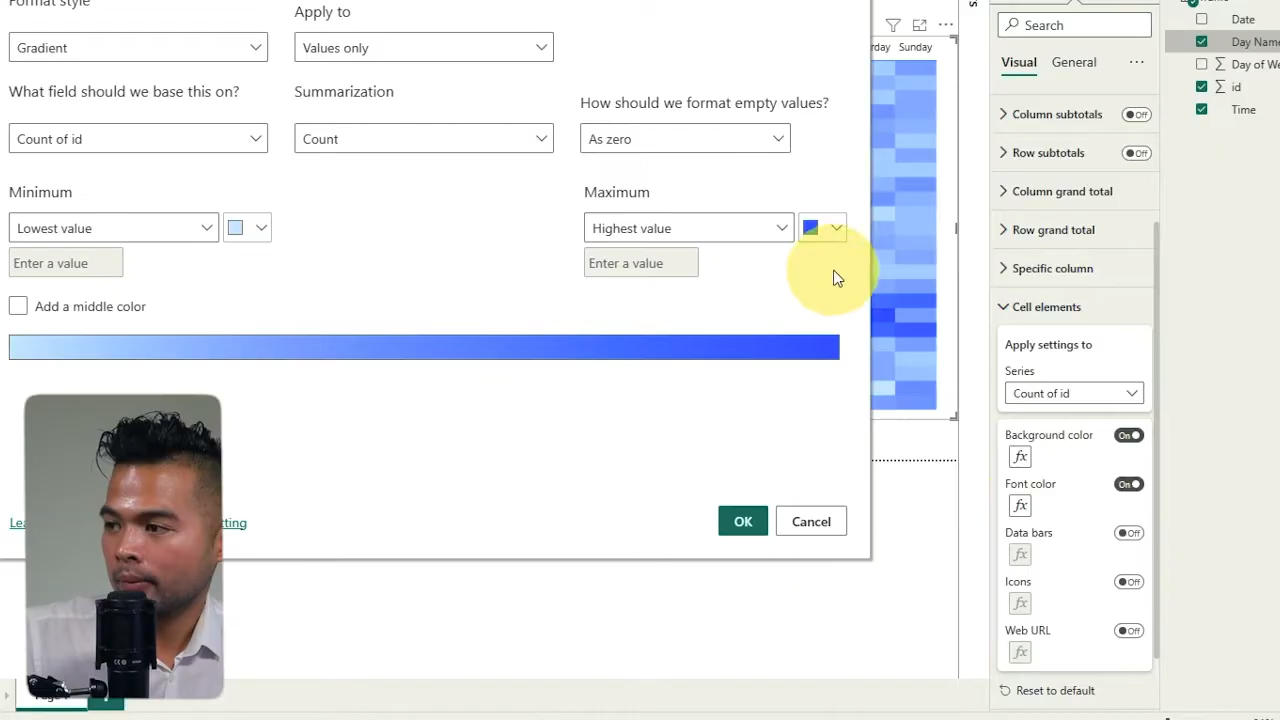 Format style
Apply to
Gradient
Values only
What field should we base this on?
Summarization
How should we format empty values?
Count of id
Count
As zero
Minimum
Maximum
Lowest value
Highest value
Enter a value
Enter a value
Add a middle color
OK
Cancel
Sunday
Search
Visual
General
Column subtotals
Off
Row subtotals
Off
Column grand total
Row grand total
Specific column
Cell elements
Apply settings to
Series
Count of id
Background color
On
Font color
On
Data bars
Off
Icons
Off
Web URL
Off
Reset to default
Date
Day Name
Day of We
id
Time